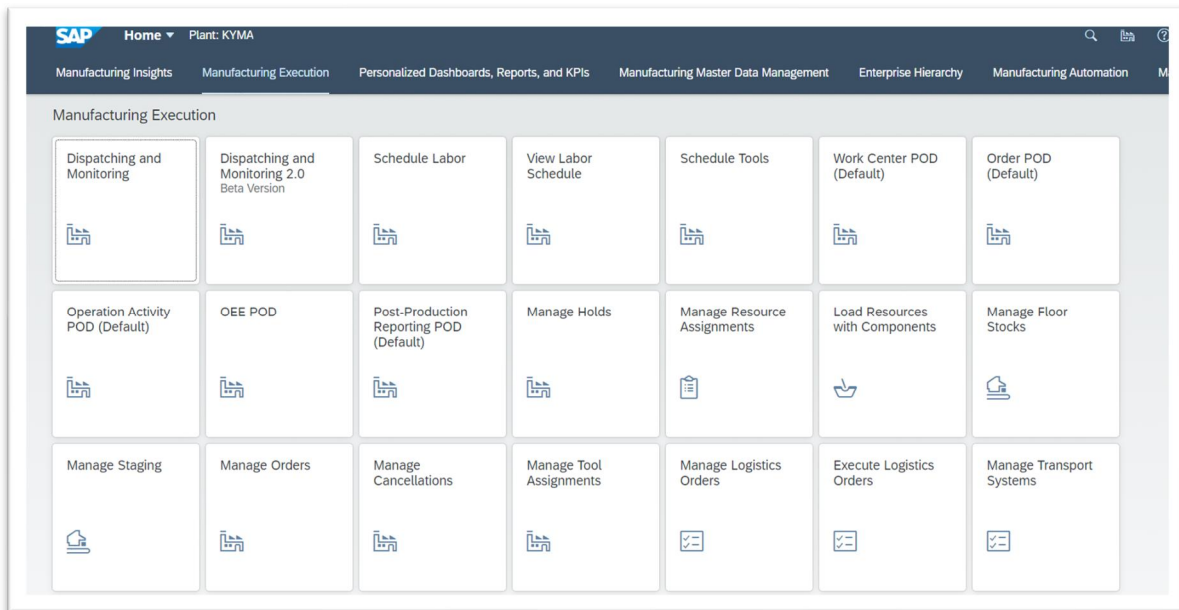 SAP Home Plant: KYMA
Manufacturing Insights Manufacturing Execution Personalized Dashboards, Reports, and KPIs Manufacturing Master Data Management Enterprise Hierarchy Manufacturing Automation
Manufacturing Execution
Dispatching and
Monitoring
Dispatching and
Monitoring 2.0
Beta Version
Schedule Labor
View Labor
Schedule
Schedule Tools
Work Center POD
(Default)
Order POD
(Default)
Operation Activity
POD (Default)
OEE POD
Post-Production
Reporting POD
(Default)
Manage Holds
Manage Resource
Assignments
Load Resources
with Components
Manage Floor
Stocks
Manage Staging
Manage Orders
Manage
Cancellations
Manage Tool
Assignments
Manage Logistics
Orders
Execute Logistics
Orders
Manage Transport
Systems